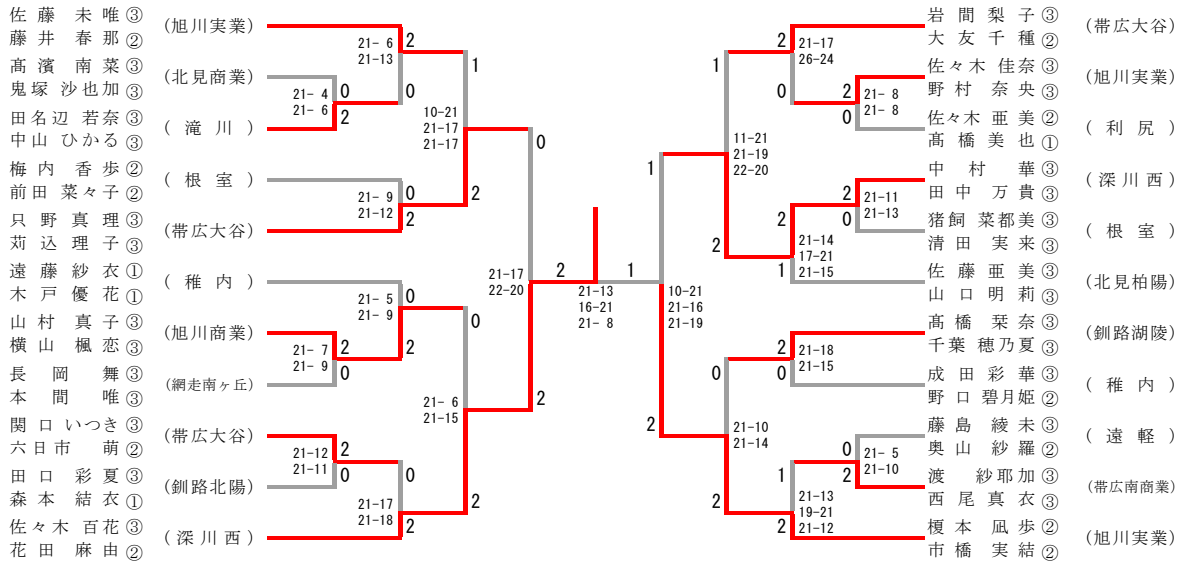 佐藤未唯③
藤井春那②
(旭川実業)
髙濱南菜③
鬼塚 沙也加③
(北見商業)
田名辺 若奈③
中山 ひかる③
(滝川)
梅内香歩②
前田 菜々子②
(根室)
只野真理③
苅込理子③
(帯広大谷)
遠藤紗衣①
木戸優花①
(稚内)
山村真子③
横山楓恋③
(旭川商業)
長岡舞③
本間唯③
(網走南ヶ丘)
関口 いつき③
六日市萌②
(帯広大谷)
田口彩夏③
森本結衣①
(釧路北陽)
佐々木 百花③
花田麻由②
(深川西)
21- 4
21- 6
0
2
21- 7
21- 9
2
0
21-12
21-11
2
0
21- 6
21-13
2
0
21- 9
21-12
0
2
21- 5
21- 9
0
2
21-17
21-18
0
2
10-21
21-17
21-17
1
2
21- 6
21-15
0
2
21-17
22-20
0
2
2
1
21-13
16-21
21- 8
10-21
21-16
21-19
1
2
11-21
21-19
22-20
1
2
21-10
21-14
0
2
21-17
26-24
2
0
21-14
17-21
21-15
2
1
21-18
21-15
2
0
21-13
19-21
21-12
1
2
21- 8
21- 8
2
0
21-11
21-13
2
0
21- 5
21-10
0
2
岩間梨子③
大友千種②
(帯広大谷)
佐々木 佳奈③
野村奈央③
(旭川実業)
佐々木 亜美②
髙橋美也①
(利尻)
中村華③
田中万貴③
(深川西)
猪飼 菜都美③
清田実来③
(根室)
佐藤亜美③
山口明莉③
(北見柏陽)
髙橋栞奈③
千葉 穂乃夏③
(釧路湖陵)
成田彩華③
野口 碧月姫②
(稚内)
藤島綾未③
奥山紗羅②
(遠軽)
渡紗耶加③
西尾真衣③
(帯広南商業)
榎本凪歩②
市橋実結②
(旭川実業)